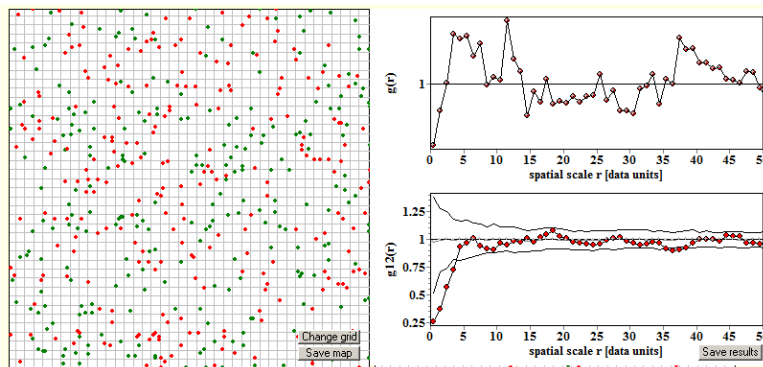 Change grid
Save map
g(r)
1
0 5 10 15 20 25 30 35 40 45 50
spatial scale r [data units]
g12(r)
1.25
1
0.75
0.5
0.25
0 5 10 15 20 25 30 35 40 45 50
spatial scale r [data units]
Save results